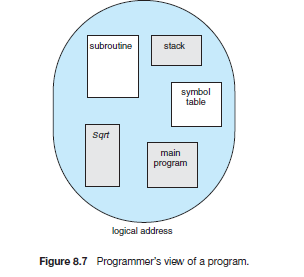 subroutine
stack
symbol
table
Sqrt
main
program
logical address
Figure 8.7 Programmer's view of a program.